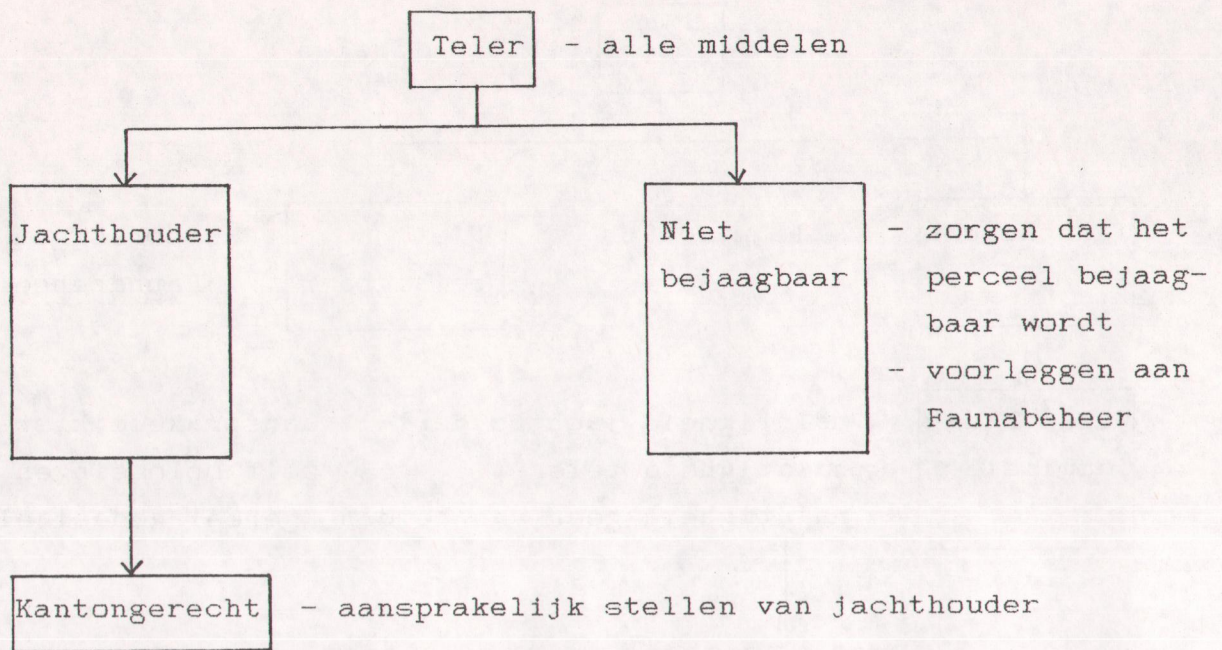 Teler - alle middelen
Jachthouder
Niet
bejaagbaar
- zorgen dat het
perceel bejaag-
baar wordt
- voorleggen aan
Faunabeheer
Kantongerecht - aansprakelijk stellen van jachthouder